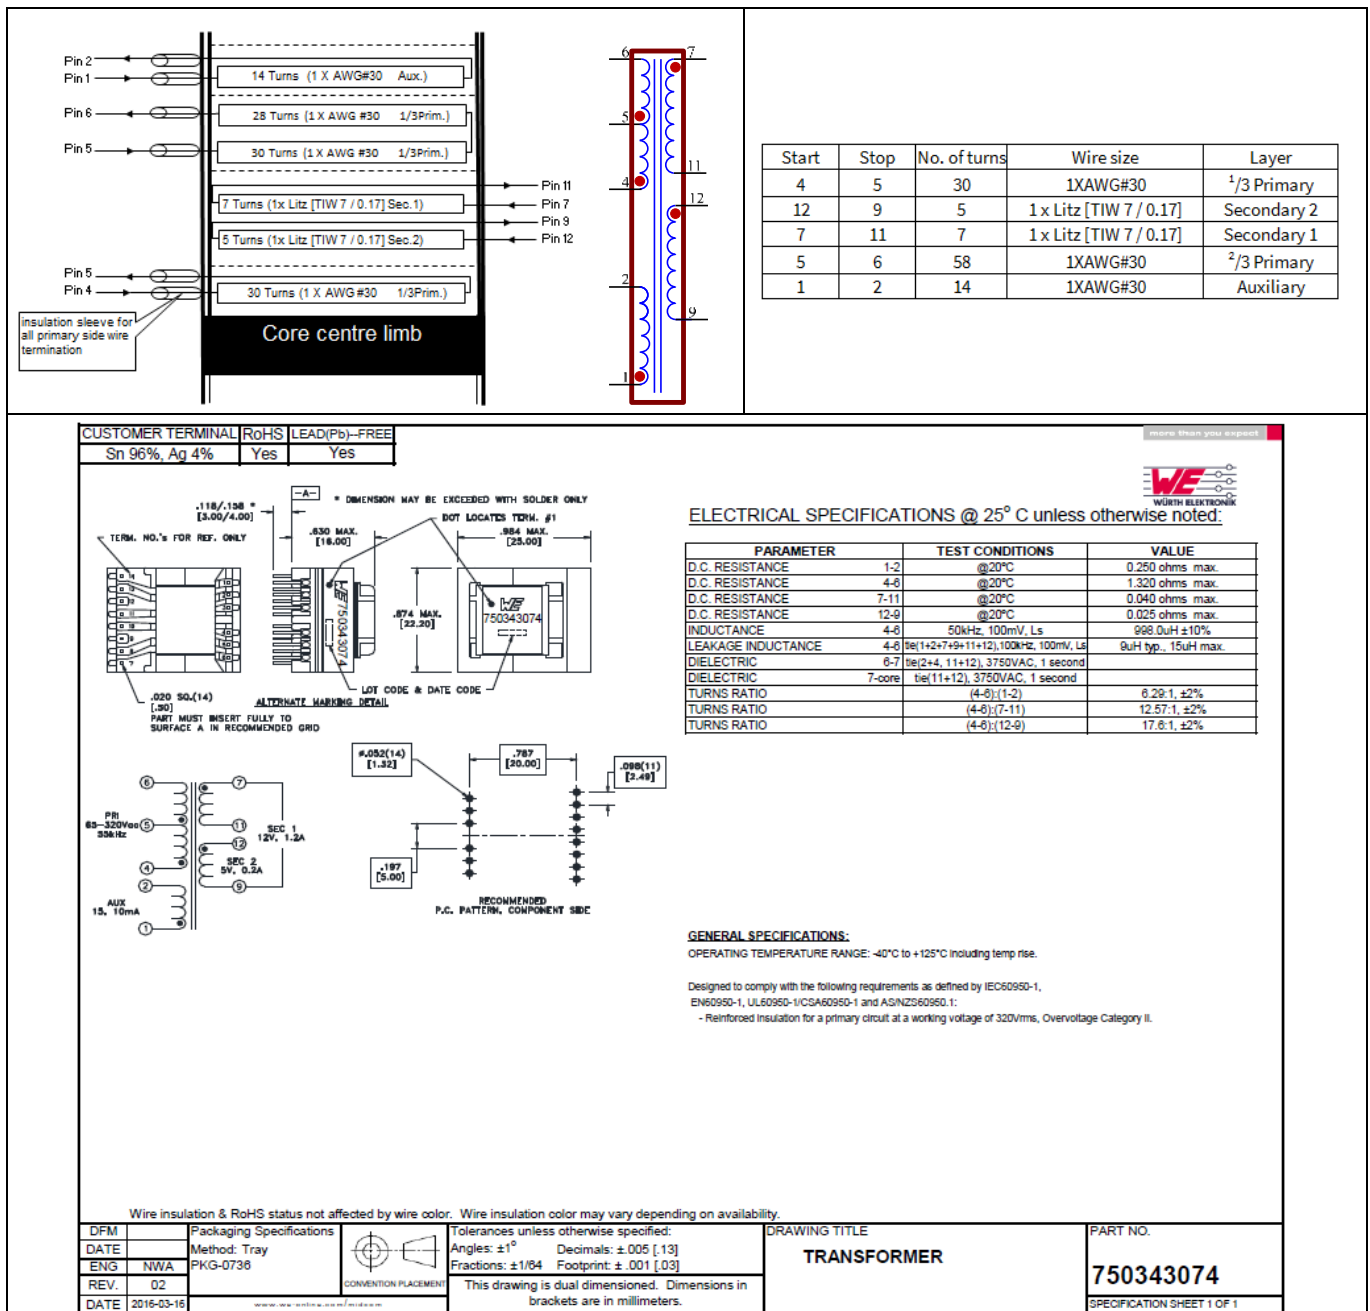 Pin 2
Pin 1
14 Turns (1 X AWG#30 Aux.)
Pin 6
28 Turns (1 X AWG #30 1/3Prim.)
Pin 5
30 Turns (1 X AWG #30 1/3Prim.)
Pin 11
7 Turns (1x Litz [TIW 7 / 0.17] Sec.1)
Pin 7
Pin 9
5 Turns (1x Litz [TIW 7 / 0.17] Sec.2)
Pin 12
Pin 5
Pin 4
30 Turns (1 X AWG #30 1/3Prim.)
insulation sleeve for
all primary side wire
termination
Core centre limb
6 7
5
11
4
12
2
9
1
Start Stop No. of turns Wire size Layer
4 5 30 1XAWG#30 1/3 Primary
12 9 5 1 x Litz [TIW 7 / 0.17] Secondary 2
7 11 7 1 x Litz [TIW 7 / 0.17] Secondary 1
5 6 58 1XAWG#30 2/3 Primary
1 2 14 1XAWG#30 Auxiliary
CUSTOMER TERMINAL RoHS LEAD(Pb)--FREE
Sn 96%, Ag 4% Yes Yes
more than you expect
WE
WÜRTH ELEKTRONIK
-A-
* DIMENSION MAY BE EXCEEDED WITH SOLDER ONLY
.118/.158 *
[3.00/4.00]
DOT LOCATES TERM. #1
.630 MAX.
[16.00]
.984 MAX.
[25.00]
TERM. NO.'s FOR REF. ONLY
.874 MAX.
[22.20]
WE 750343074
WE
750343074
LOT CODE & DATE CODE
ALTERNATE MARKING DETAIL
.020 SQ.(14)
[.50]
PART MUST INSERT FULLY TO
SURFACE A IN RECOMMENDED GRID
ELECTRICAL SPECIFICATIONS @ 25° C unless otherwise noted:
PARAMETER TEST CONDITIONS VALUE
D.C. RESISTANCE 1-2 @20°C 0.250 ohms max.
D.C. RESISTANCE 4-6 @20°C 1.320 ohms max.
D.C. RESISTANCE 7-11 @20°C 0.040 ohms max.
D.C. RESISTANCE 12-9 @20°C 0.025 ohms max.
INDUCTANCE 4-6 50kHz, 100mV, Ls 998.0uH ±10%
LEAKAGE INDUCTANCE 4-6 tie(1+2+7+9+11+12),100kHz, 100mV, Ls 9uH typ., 15uH max.
DIELECTRIC 6-7 tie(2+4, 11+12), 3750VAC, 1 second
DIELECTRIC 7-core tie(11+12), 3750VAC, 1 second
TURNS RATIO (4-6):(1-2) 6.29:1, ±2%
TURNS RATIO (4-6):(7-11) 12.57:1, ±2%
TURNS RATIO (4-6):(12-9) 17.6:1, ±2%
ø.052(14)
[1.32]
.787
[20.00]
.098(11)
[2.49]
.197
[5.00]
RECOMMENDED
P.C. PATTERN, COMPONENT SIDE
6 7
PRI
65-320Vac
55kHz
5
11
SEC 1
12V, 1.2A
12
SEC 2
5V, 0.2A
4
2
9
AUX
15, 10mA
1
GENERAL SPECIFICATIONS:
OPERATING TEMPERATURE RANGE: -40°C to +125°C including temp rise.
Designed to comply with the following requirements as defined by IEC60950-1,
EN60950-1, UL60950-1/CSA60950-1 and AS/NZS60950.1:
- Reinforced insulation for a primary circuit at a working voltage of 320Vrms, Overvoltage Category II.
Wire insulation & RoHS status not affected by wire color. Wire insulation color may vary depending on availability.
DFM
DATE
ENG NWA
REV. 02
DATE 2016-03-16
Packaging Specifications
Method: Tray
PKG-0736
www.we-online.com/midcom
CONVENTION PLACEMENT
Tolerances unless otherwise specified:
Angles: ±1° Decimals: ±.005 [.13]
Fractions: ±1/64 Footprint: ± .001 [.03]
This drawing is dual dimensioned. Dimensions in
brackets are in millimeters.
DRAWING TITLE
TRANSFORMER
PART NO.
750343074
SPECIFICATION SHEET 1 OF 1